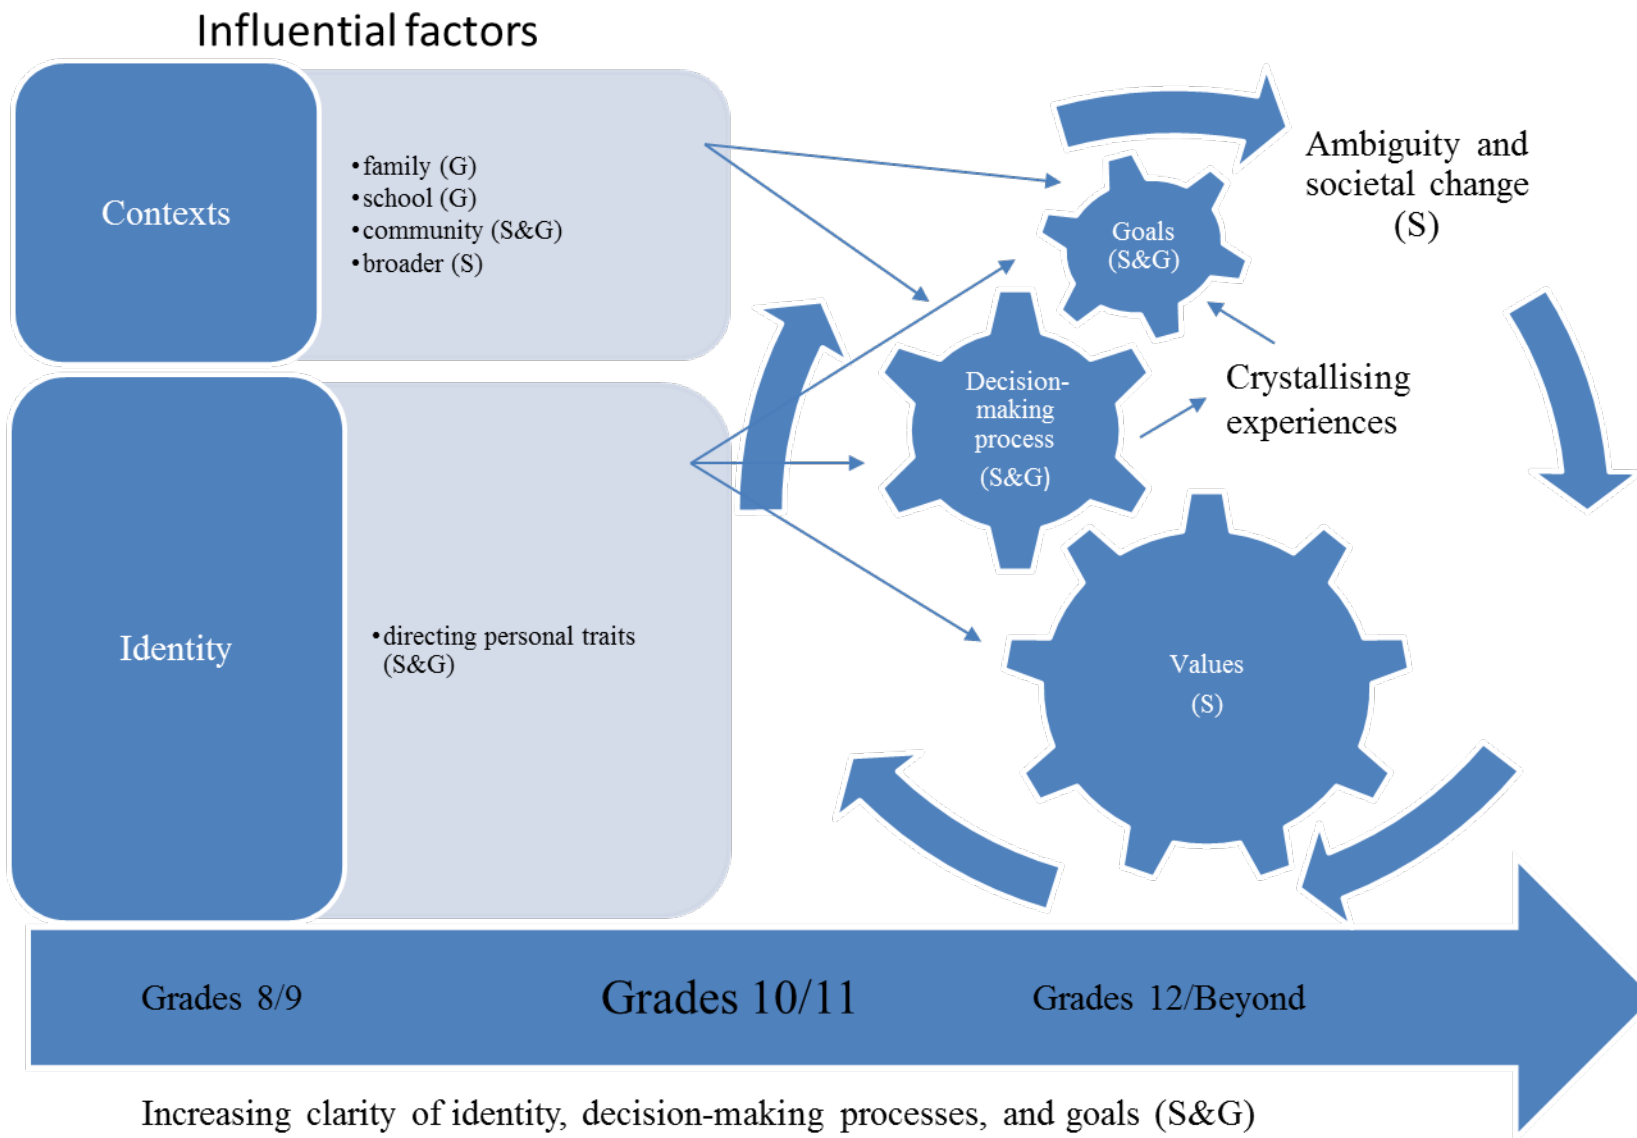 Influential factors
Contexts
•family (G)
•school (G)
•community (S&G)
•broader (S)
Identity
•directing personal traits
(S&G)
Goals
(S&G)
Ambiguity and
societal change
(S)
Decision-
making
process
(S&G)
Crystallising
experiences
Values
(S)
Grades 8/9
Grades 10/11
Grades 12/Beyond
Increasing clarity of identity, decision-making processes, and goals (S&G)